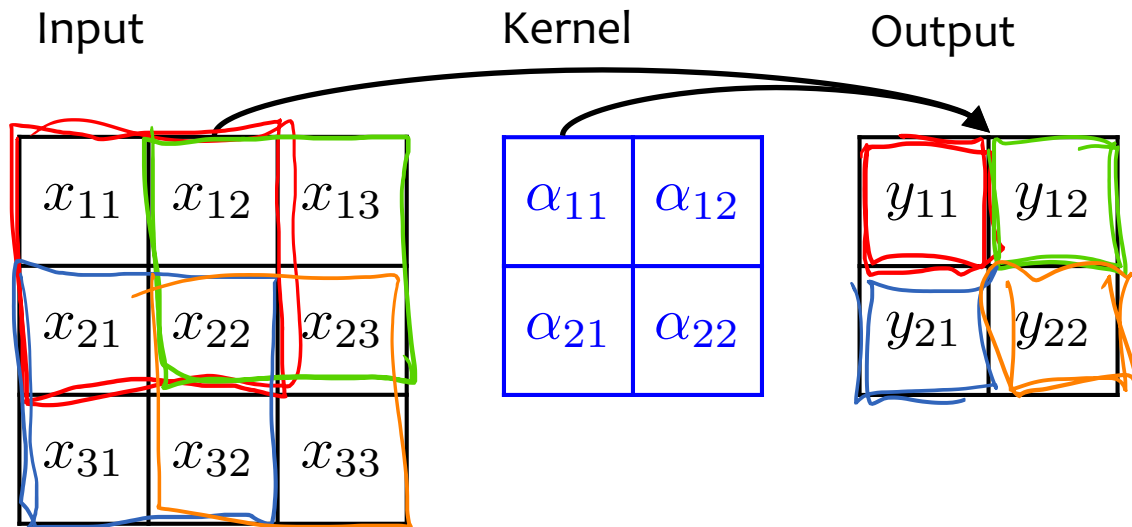 Input Kernel Output
x₁₁ x₁₂ x₁₃ α₁₁ α₁₂ y₁₁ y₁₂
x₂₁ x₂₂ x₂₃ α₂₁ α₂₂ y₂₁ y₂₂
x₃₁ x₃₂ x₃₃